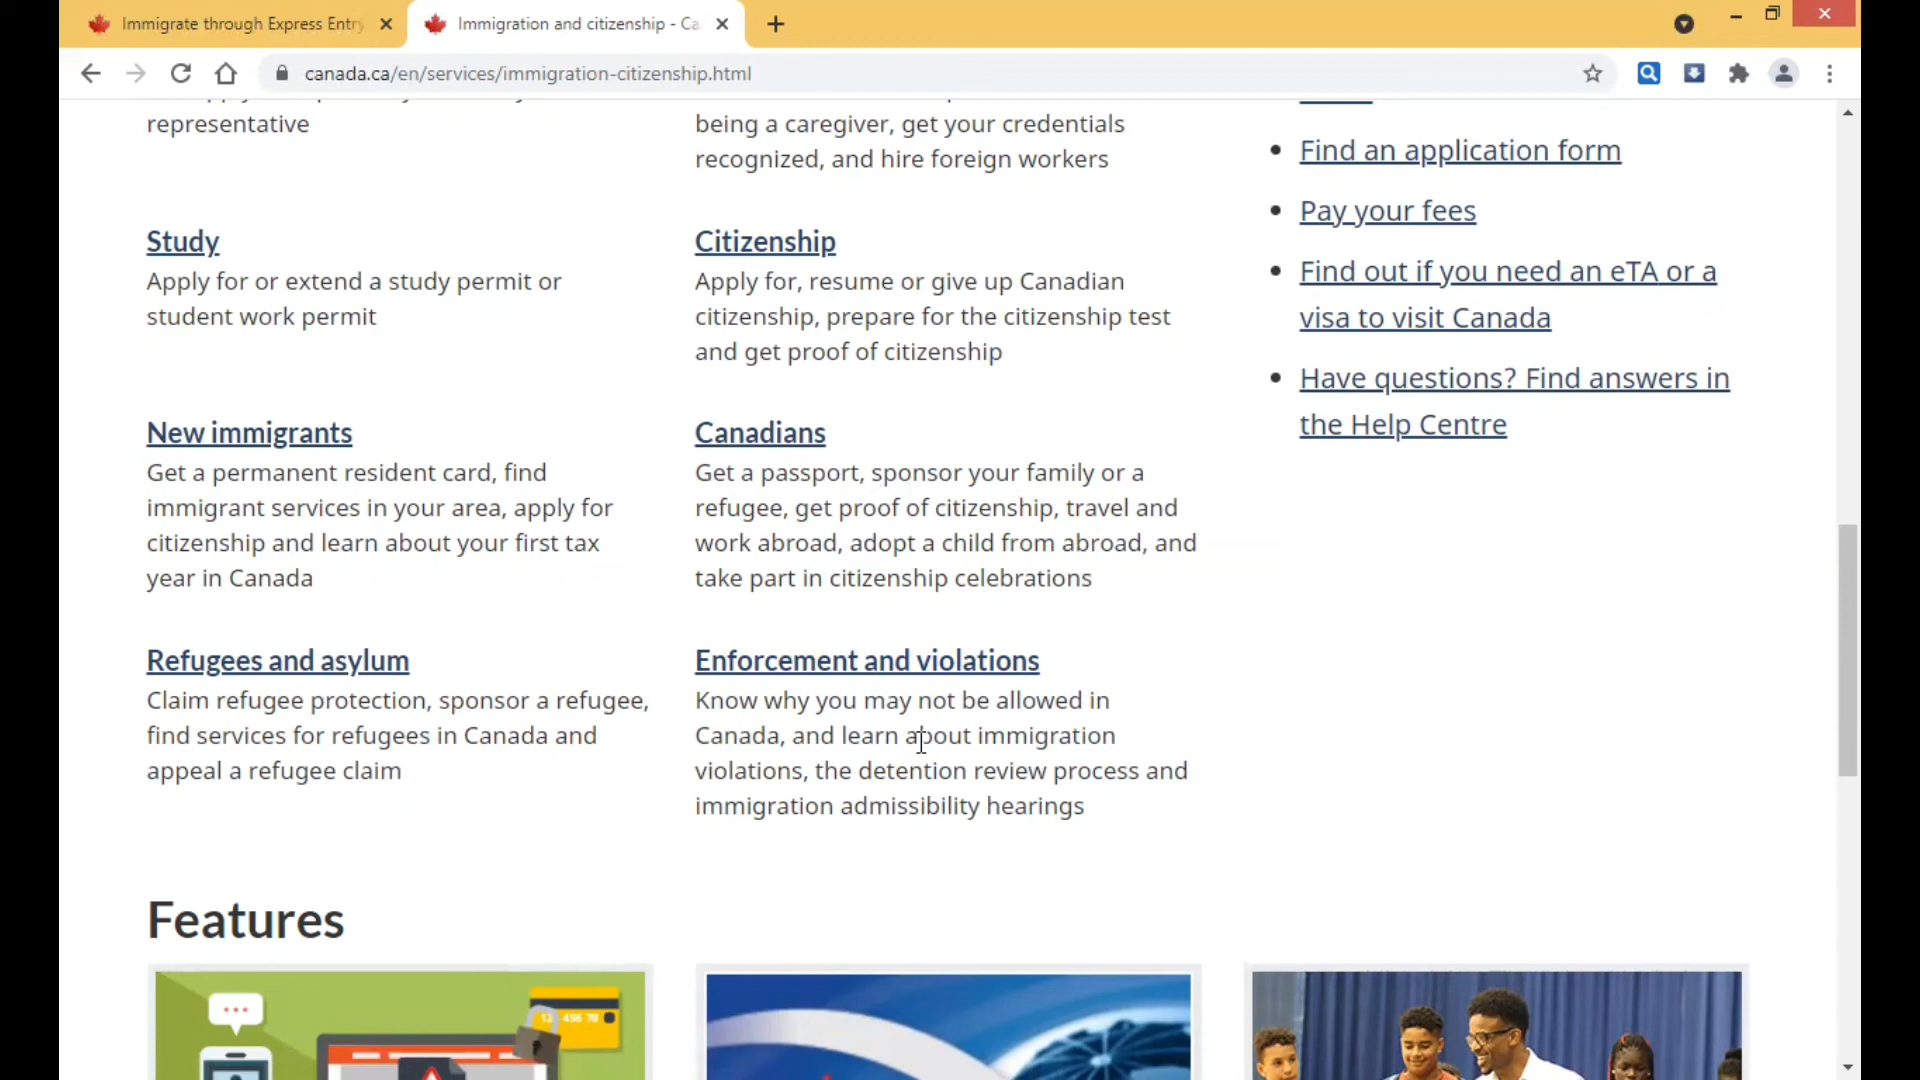 Immigrate through Express Entry
Immigration and citizenship - Ca
canada.ca/en/services/immigration-citizenship.html
representative
being a caregiver, get your credentials
recognized, and hire foreign workers
Study
Apply for or extend a study permit or
student work permit
Citizenship
Apply for, resume or give up Canadian
citizenship, prepare for the citizenship test
and get proof of citizenship
New immigrants
Get a permanent resident card, find
immigrant services in your area, apply for
citizenship and learn about your first tax
year in Canada
Canadians
Get a passport, sponsor your family or a
refugee, get proof of citizenship, travel and
work abroad, adopt a child from abroad, and
take part in citizenship celebrations
Refugees and asylum
Claim refugee protection, sponsor a refugee,
find services for refugees in Canada and
appeal a refugee claim
Enforcement and violations
Know why you may not be allowed in
Canada, and learn about immigration
violations, the detention review process and
immigration admissibility hearings
Find an application form
Pay your fees
Find out if you need an eTA or a
visa to visit Canada
Have questions? Find answers in
the Help Centre
Features